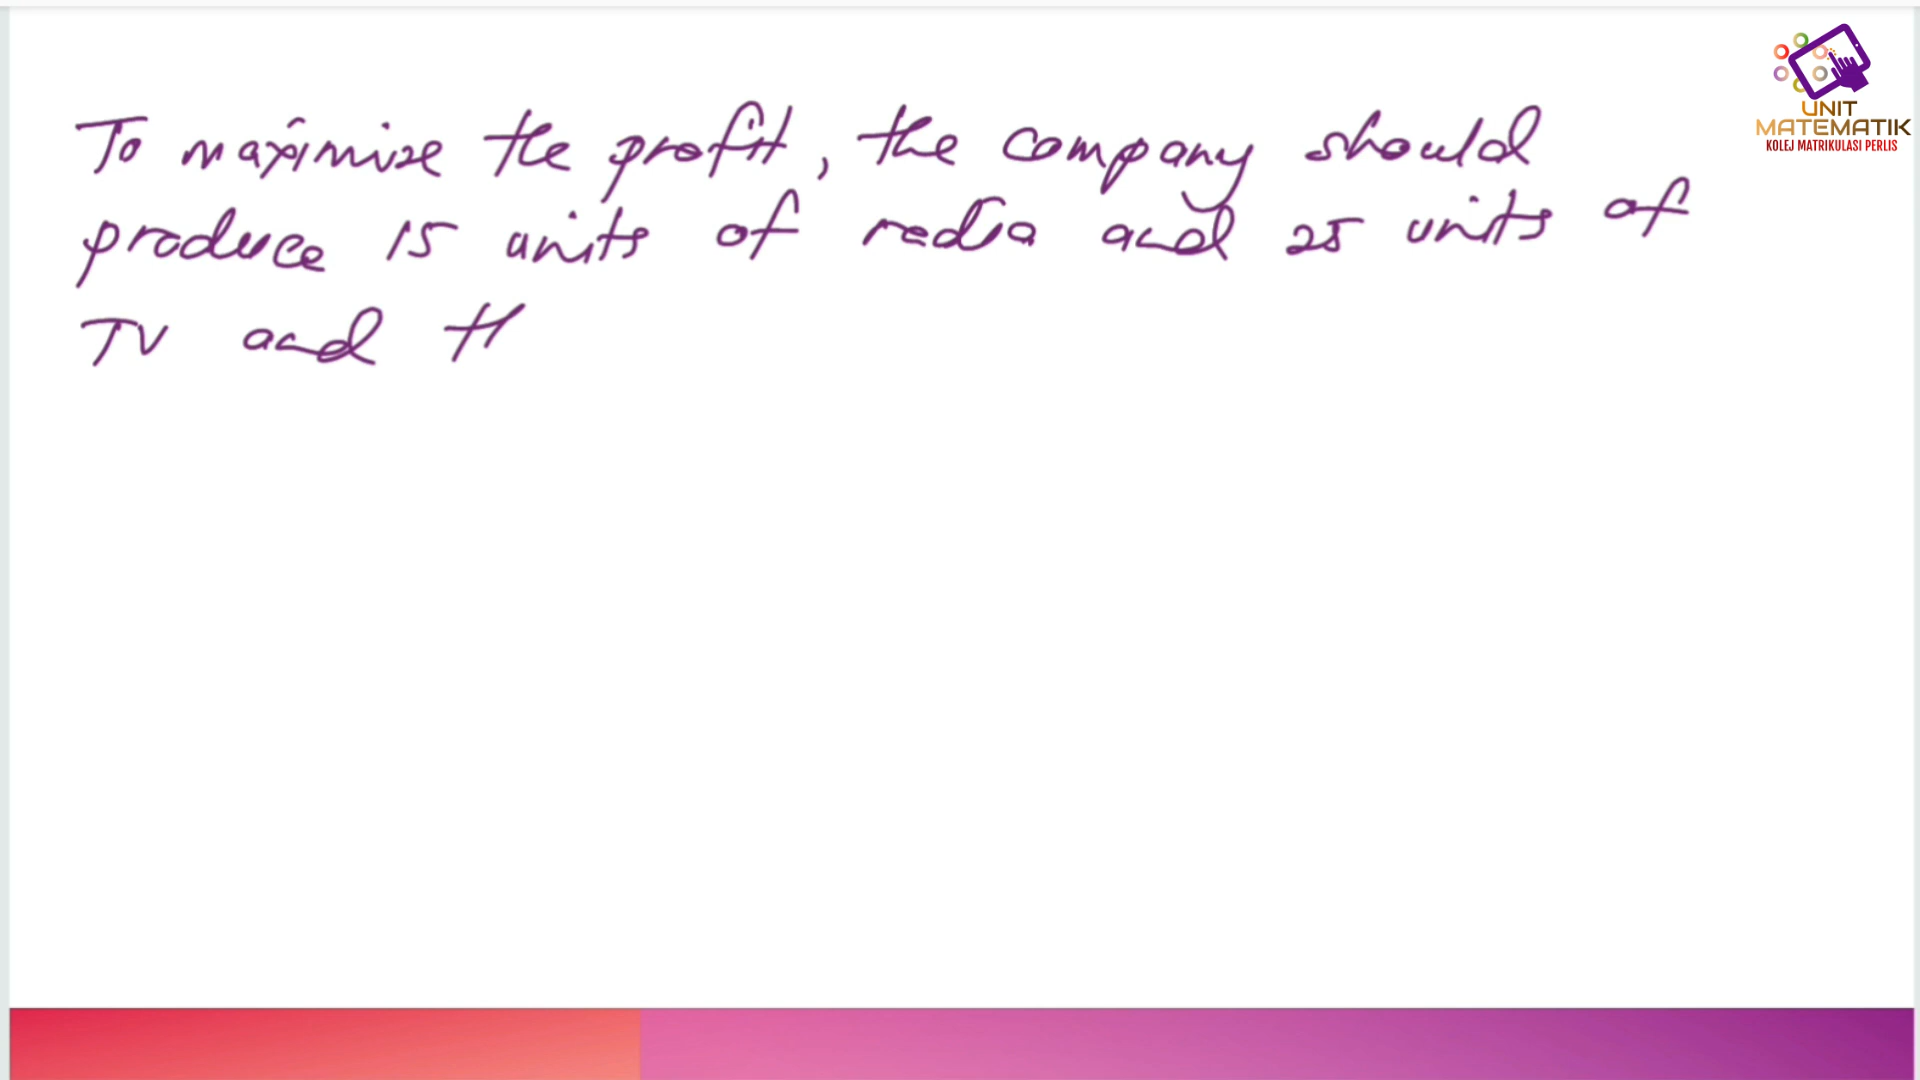 To maximize the profit, the company should
produce 15 units of radio and 25 units of
TV and th
UNIT
MATEMATIK
KOLEJ MATRIKULASI PERLIS